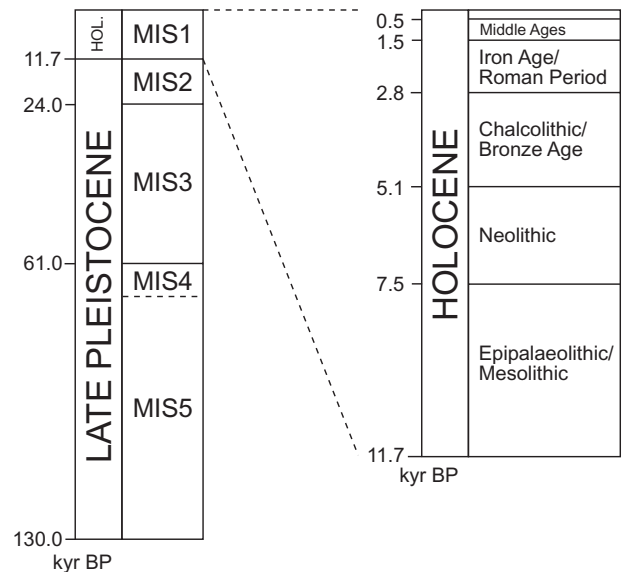 HOL.
MIS1
11.7
MIS2
24.0
LATE PLEISTOCENE
MIS3
61.0
MIS4
MIS5
130.0
kyr BP
0.5
Middle Ages
1.5
Iron Age/
Roman Period
2.8
HOLOCENE
Chalcolithic/
Bronze Age
5.1
Neolithic
7.5
Epipalaeolithic/
Mesolithic
11.7
kyr BP